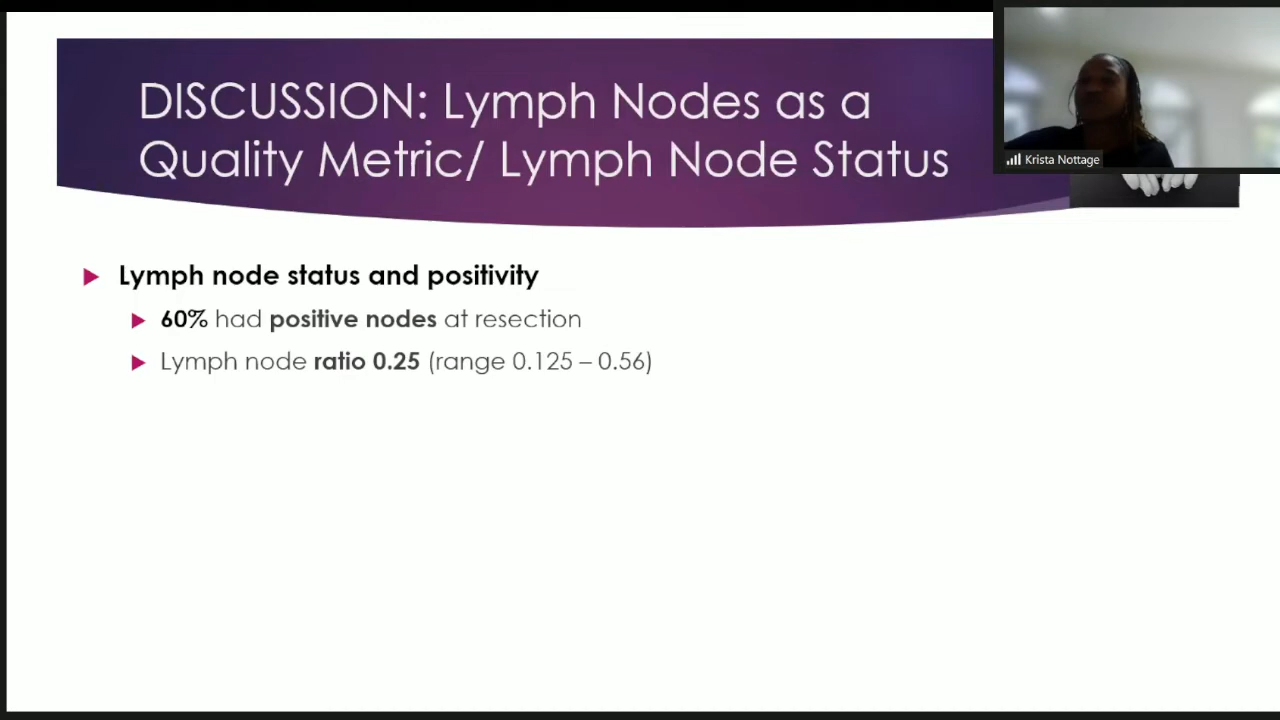 DISCUSSION: Lymph Nodes as a
Quality Metric/ Lymph Node Status
Krista Nottage
Lymph node status and positivity
60% had positive nodes at resection
Lymph node ratio 0.25 (range 0.125 – 0.56)